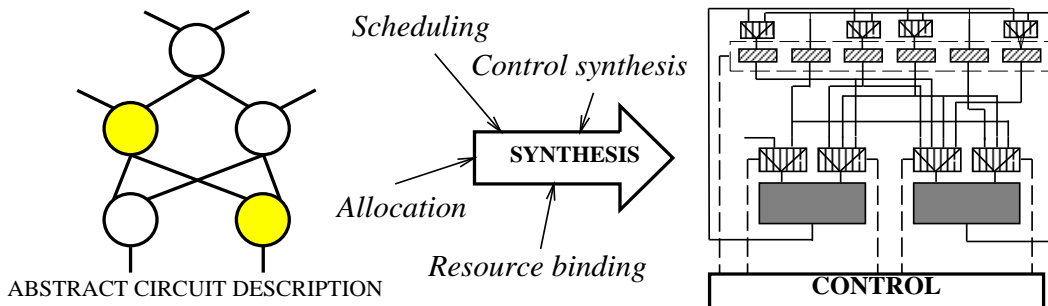 Scheduling
Control synthesis
SYNTHESIS
Allocation
Resource binding
ABSTRACT CIRCUIT DESCRIPTION
CONTROL